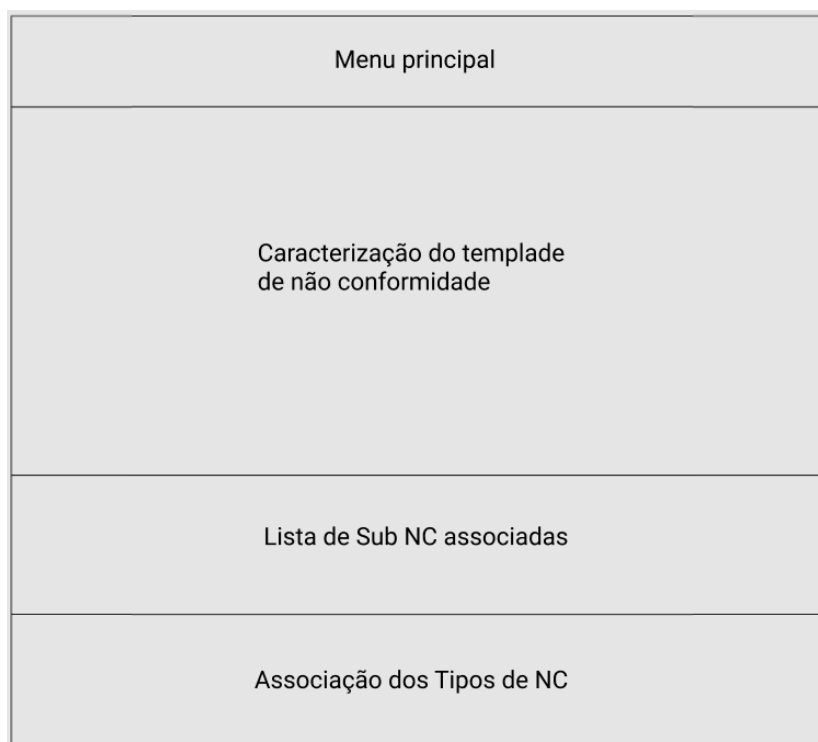 Menu principal
Caracterização do templade
de não conformidade
Lista de Sub NC associadas
Associação dos Tipos de NC